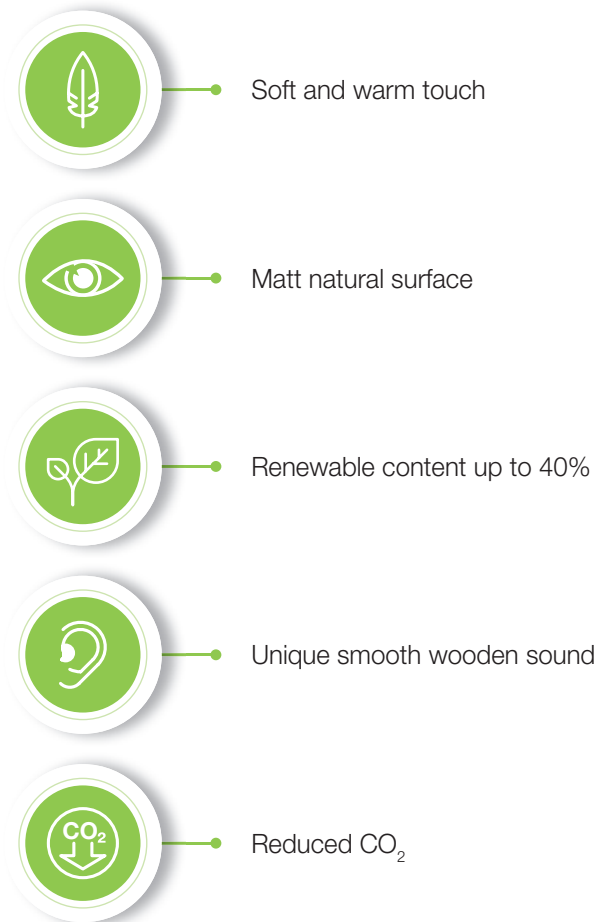 Soft and warm touch
Matt natural surface
Renewable content up to 40%
Unique smooth wooden sound
CO₂
Reduced CO₂